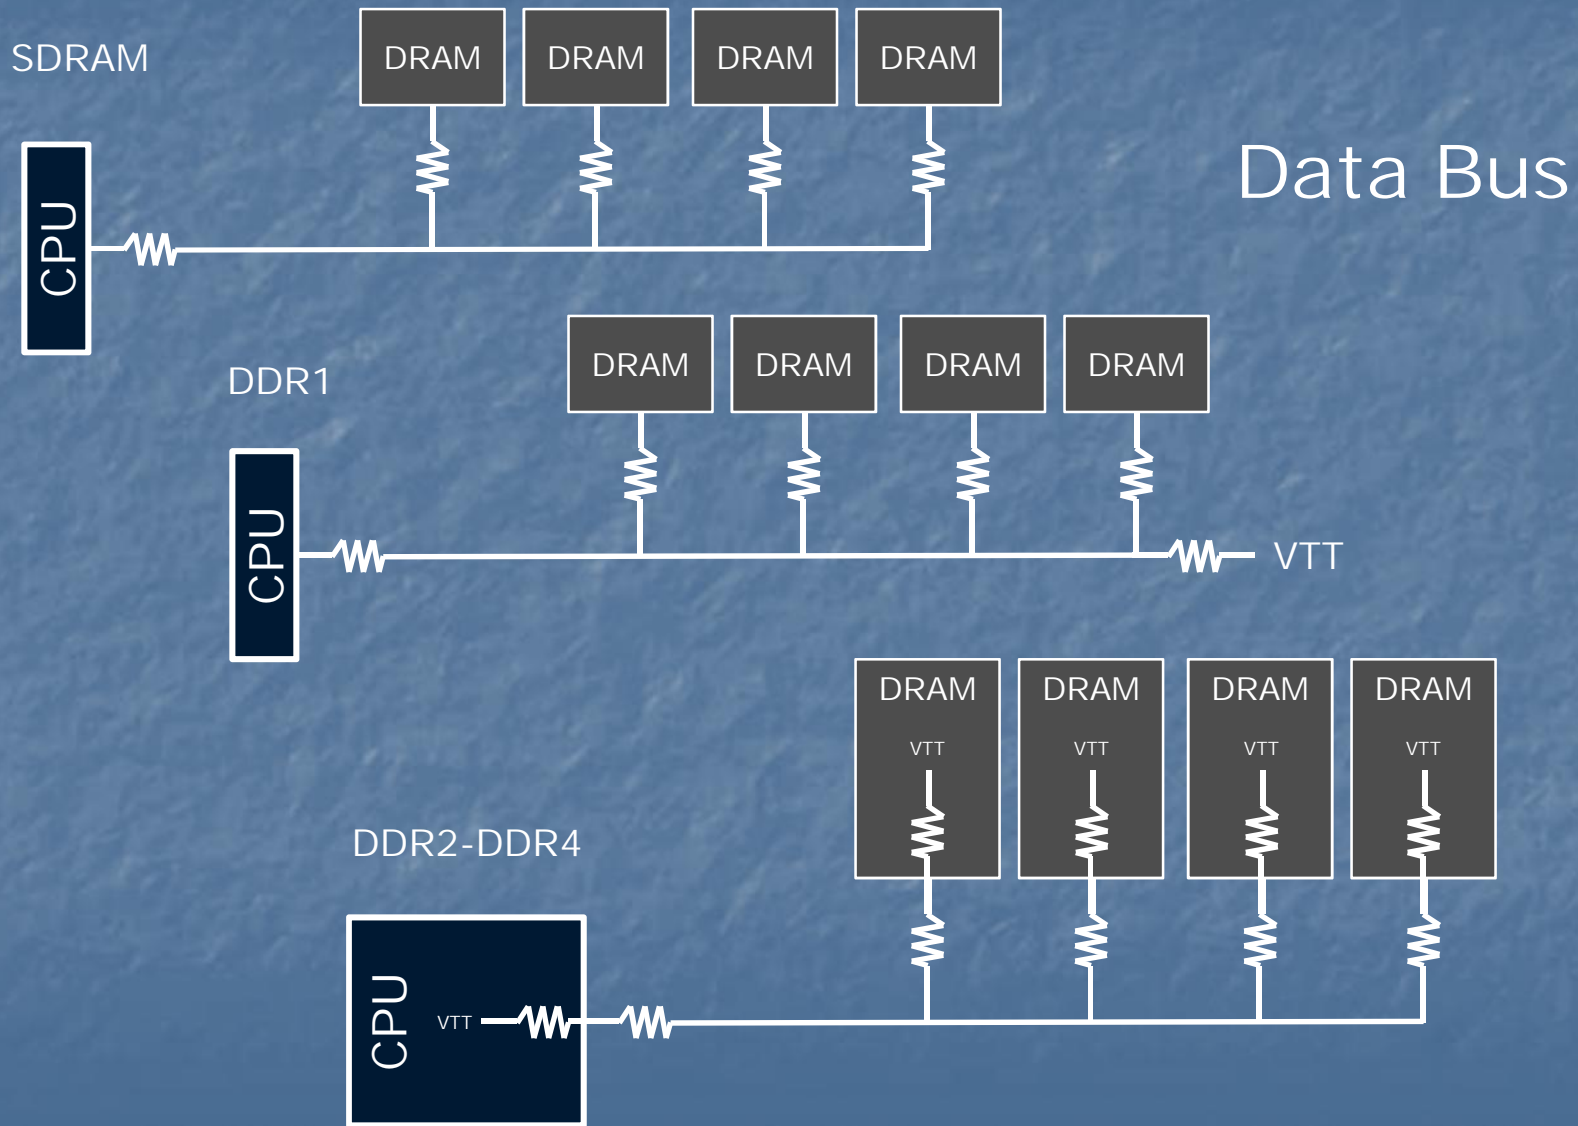 SDRAM
DRAM DRAM DRAM DRAM
Data Bus
CPU
DDR1
DRAM DRAM DRAM DRAM
CPU
VTT
DDR2-DDR4
DRAM DRAM DRAM DRAM
VTT VTT VTT VTT
CPU
VTT